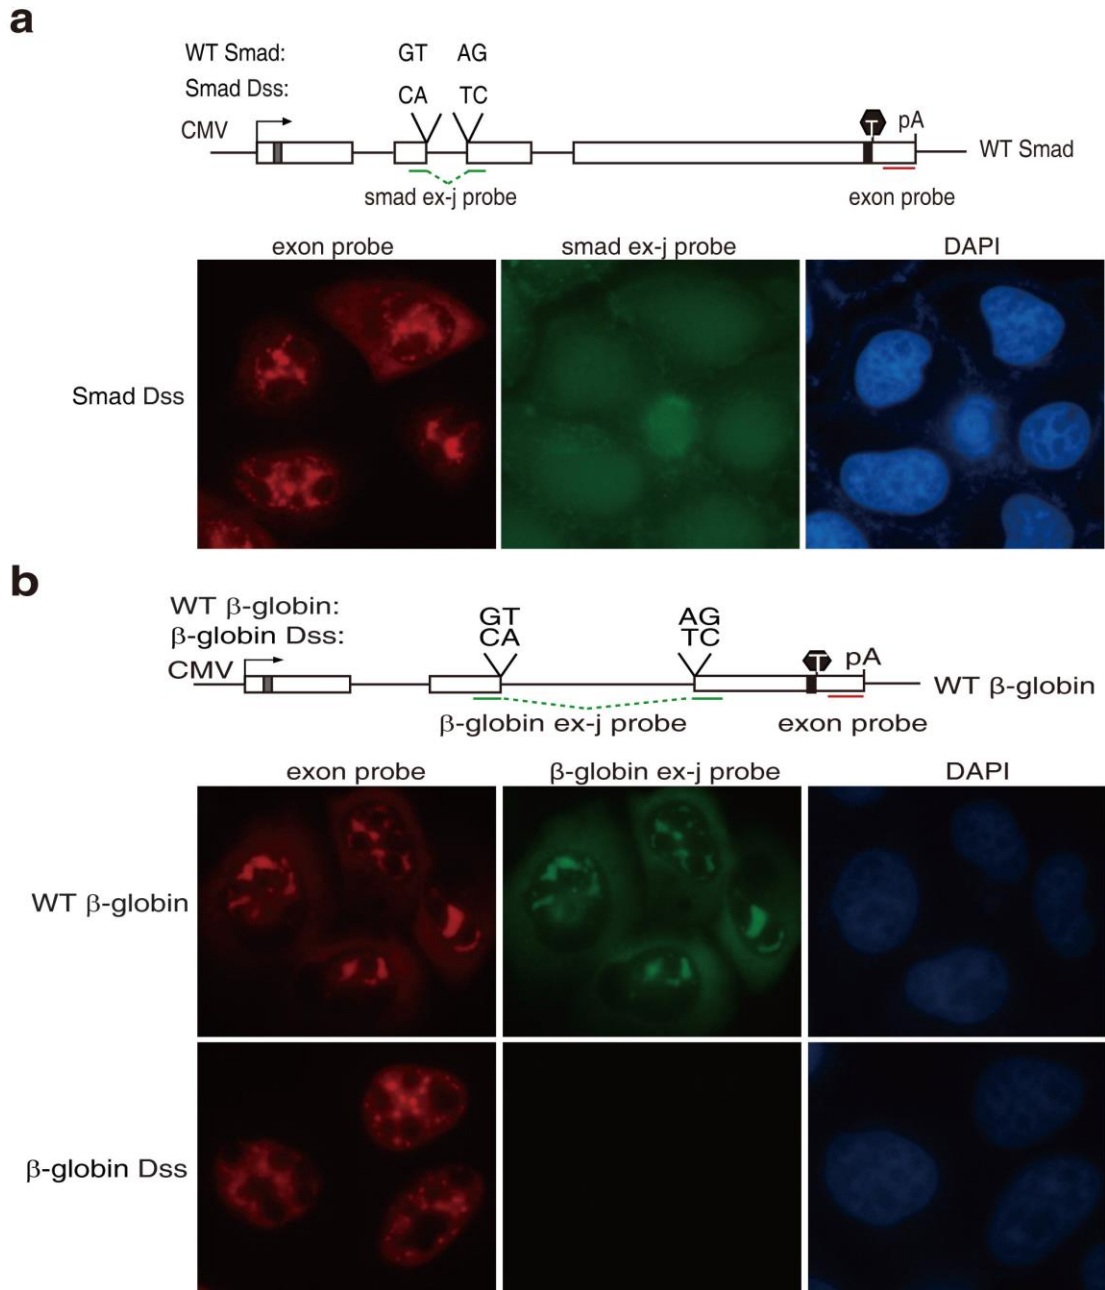 a
WT Smad: GT AG
Smad Dss: CA TC
CMV T pA WT Smad
smad ex-j probe exon probe
exon probe smad ex-j probe DAPI
Smad Dss
b
WT β-globin: GT AG
β-globin Dss: CA TC
CMV T pA WT β-globin
β-globin ex-j probe exon probe
exon probe β-globin ex-j probe DAPI
WT β-globin
β-globin Dss